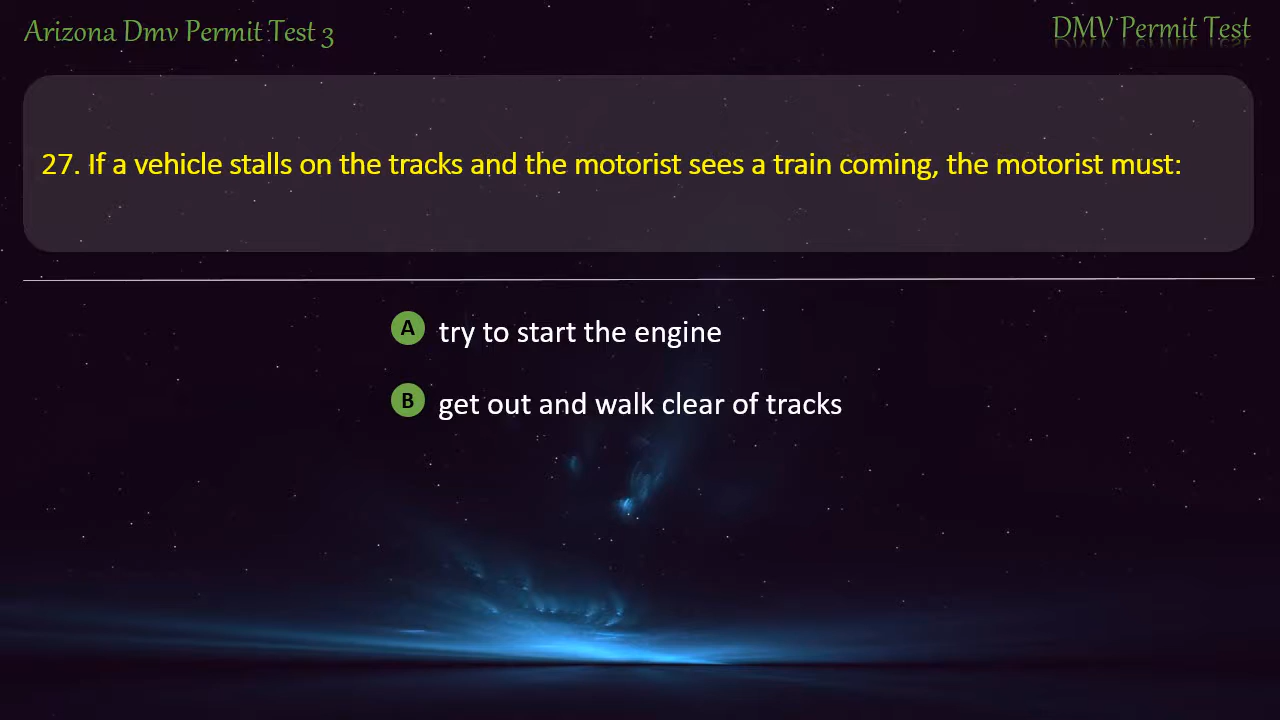 Arizona Dmv Permit Test 3
DMV Permit Test
27. If a vehicle stalls on the tracks and the motorist sees a train coming, the motorist must:
A try to start the engine
B get out and walk clear of tracks